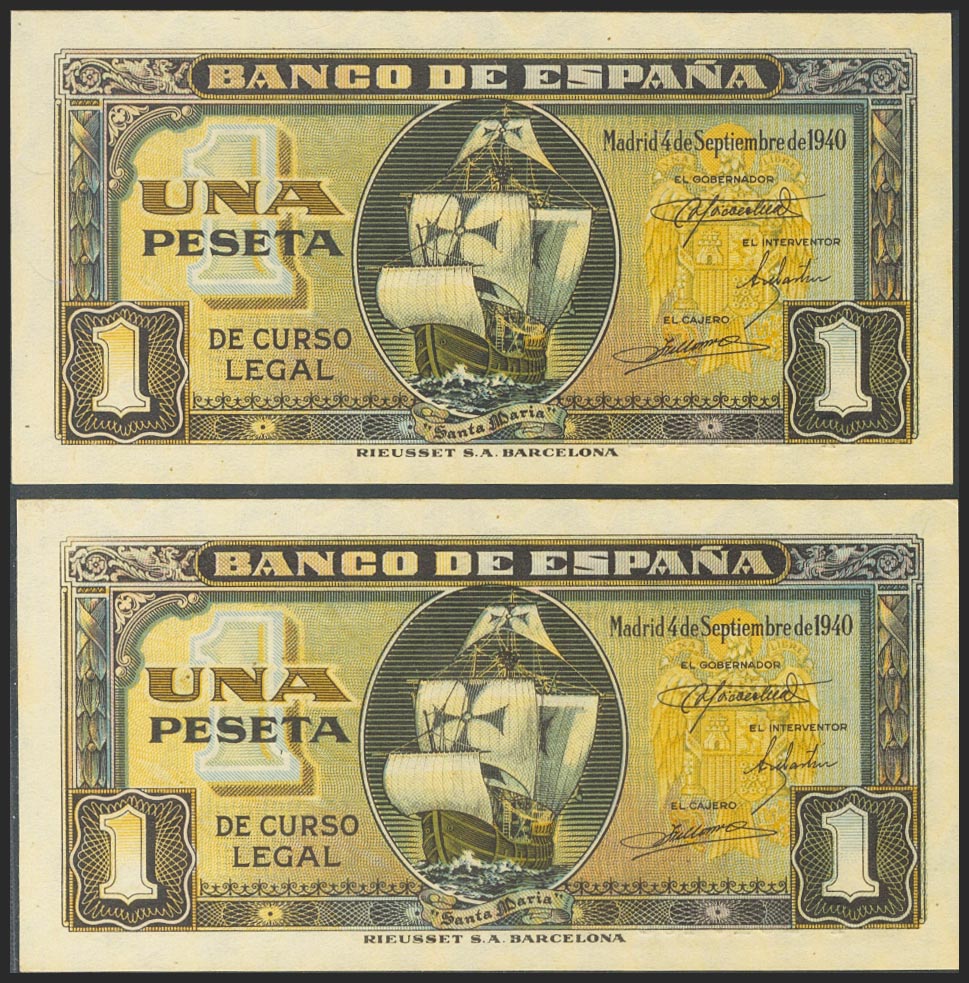 BANCO DE ESPAÑA
Madrid 4 de Septiembre de 1940
EL GOBERNADOR
1
UNA
PESETA
EL INTERVENTOR
EL CAJERO
DE CURSO
LEGAL
1
1
"Santa Maria"
RIEUSSET S.A. BARCELONA
BANCO DE ESPAÑA
Madrid 4 de Septiembre de 1940
EL GOBERNADOR
1
UNA
PESETA
EL INTERVENTOR
EL CAJERO
DE CURSO
LEGAL
1
1
"Santa Maria"
RIEUSSET S.A. BARCELONA